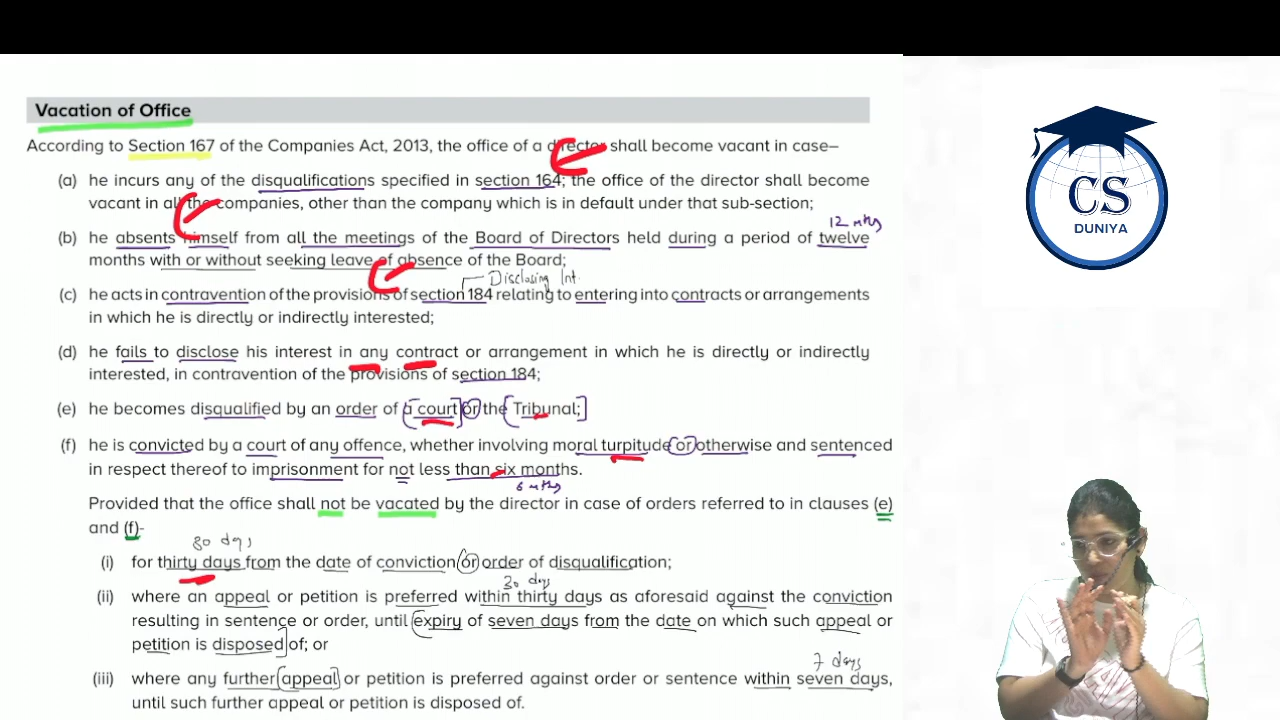 Vacation of Office
According to Section 167 of the Companies Act, 2013, the office of a director shall become vacant in case–
(a) he incurs any of the disqualifications specified in section 164; the office of the director shall become
vacant in all the companies, other than the company which is in default under that sub-section;
12 mths
(b) he absents himself from all the meetings of the Board of Directors held during a period of twelve
months with or without seeking leave of absence of the Board;
Disclosing Int.
(c) he acts in contravention of the provisions of section 184 relating to entering into contracts or arrangements
in which he is directly or indirectly interested;
(d) he fails to disclose his interest in any contract or arrangement in which he is directly or indirectly
interested, in contravention of the provisions of section 184;
(e) he becomes disqualified by an order of a court or the Tribunal;
(f) he is convicted by a court of any offence, whether involving moral turpitude or otherwise and sentenced
in respect thereof to imprisonment for not less than six months.
6 mths
Provided that the office shall not be vacated by the director in case of orders referred to in clauses (e)
and (f)-
30 days
(i) for thirty days from the date of conviction or order of disqualification;
30 days
(ii) where an appeal or petition is preferred within thirty days as aforesaid against the conviction
resulting in sentence or order, until expiry of seven days from the date on which such appeal or
petition is disposed of; or
7 days
(iii) where any further appeal or petition is preferred against order or sentence within seven days,
until such further appeal or petition is disposed of.
CS
DUNIYA